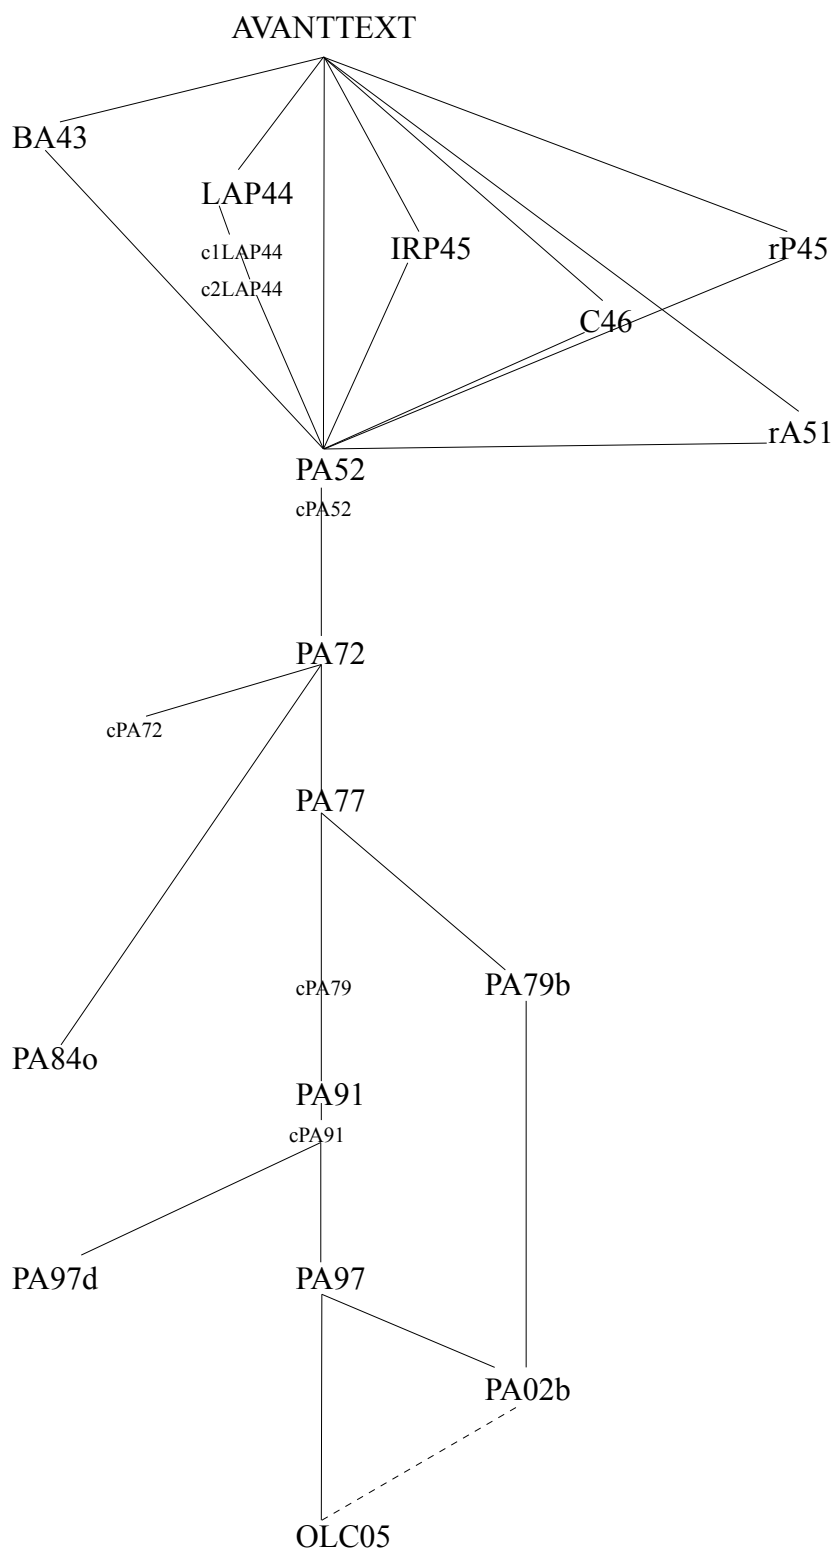 AVANTTEXT
BA43
LAP44
c1LAP44
IRP45
rP45
c2LAP44
C46
rA51
PA52
cPA52
PA72
cPA72
PA77
cPA79
PA79b
PA84o
PA91
cPA91
PA97d
PA97
PA02b
OLC05